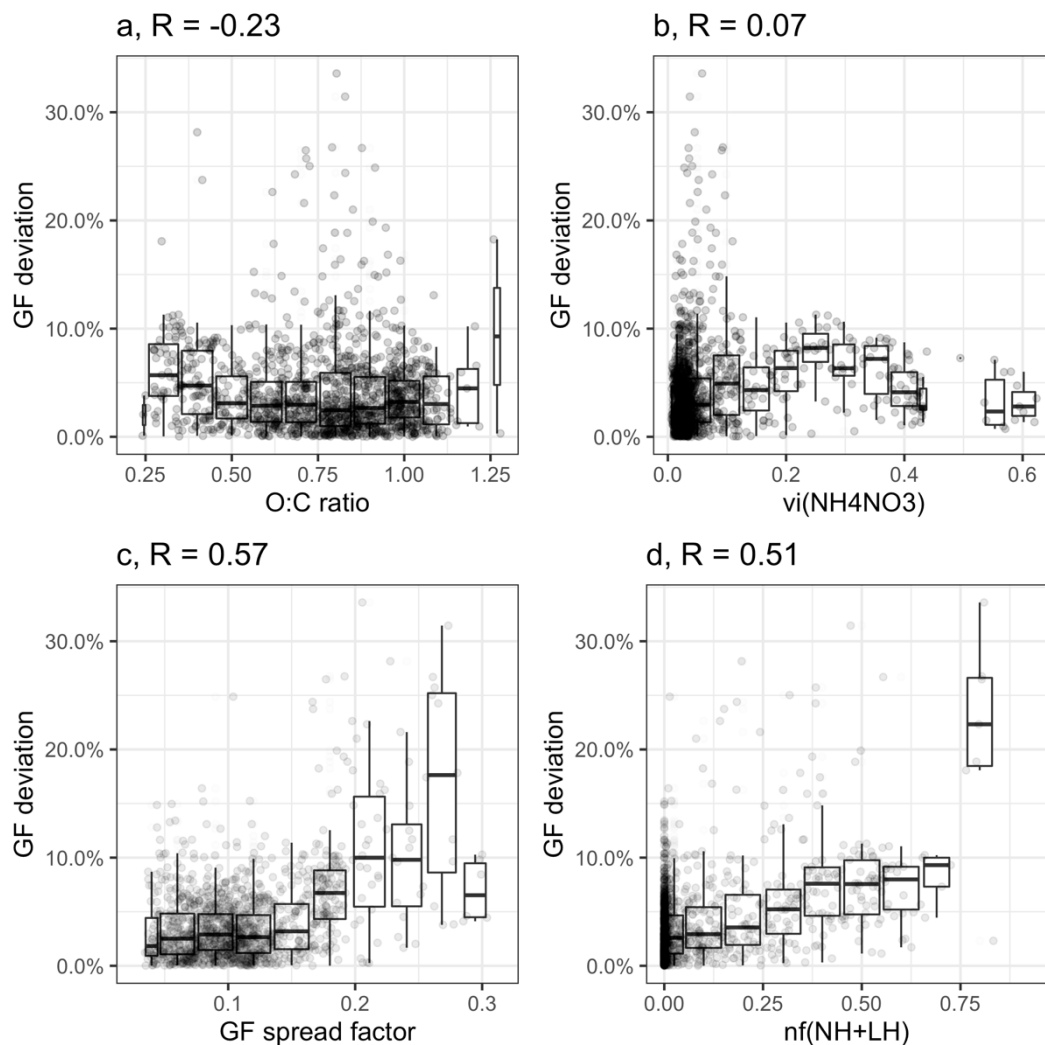 a, R = -0.23
30.0%
20.0%
10.0%
0.0%
GF deviation
0.25
0.50
0.75
1.00
1.25
O:C ratio
b, R = 0.07
30.0%
20.0%
10.0%
0.0%
GF deviation
0.0
0.2
0.4
0.6
vi(NH4NO3)
c, R = 0.57
30.0%
20.0%
10.0%
0.0%
GF deviation
0.1
0.2
0.3
GF spread factor
d, R = 0.51
30.0%
20.0%
10.0%
0.0%
GF deviation
0.00
0.25
0.50
0.75
nf(NH+LH)